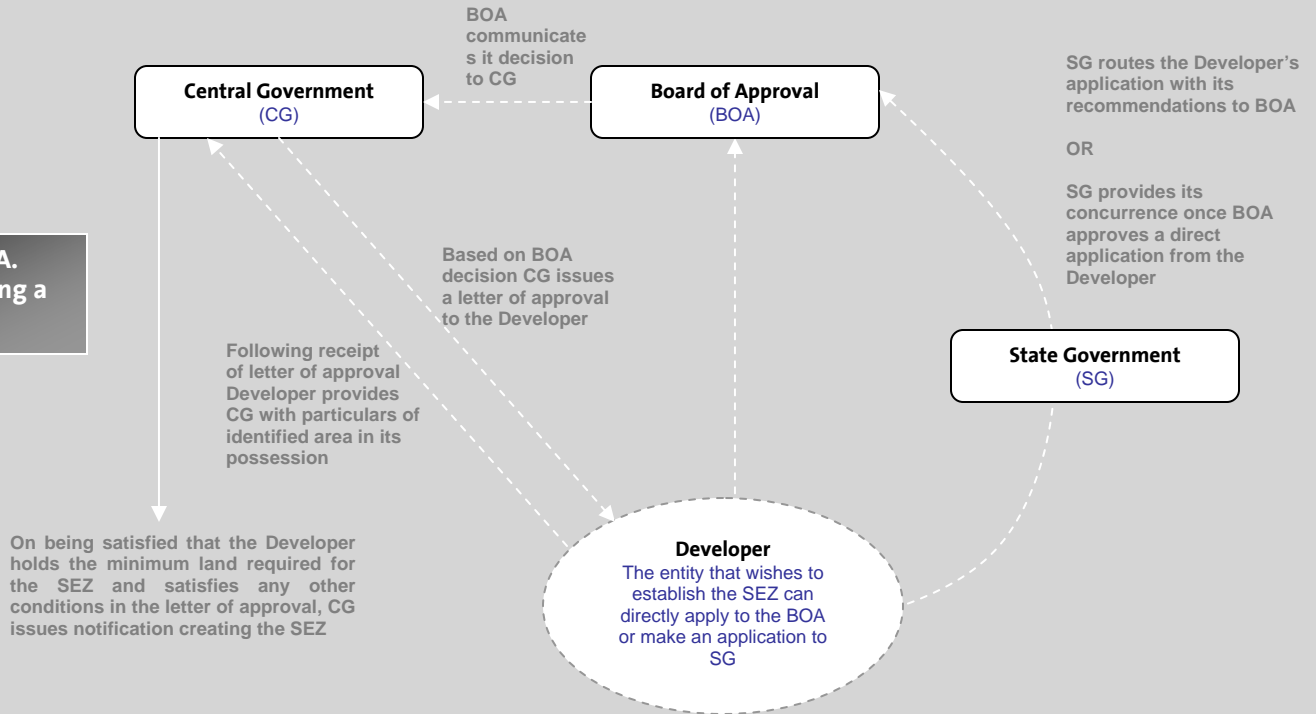 BOA
communicate
s it decision
to CG
Central Government
(CG)
Board of Approval
(BOA)
SG routes the Developer's
application with its
recommendations to BOA
OR
SG provides its
concurrence once BOA
approves a direct
application from the
Developer
A.
ng a
Based on BOA
decision CG issues
a letter of approval
to the Developer
Following receipt
of letter of approval
Developer provides
CG with particulars of
identified area in its
possession
State Government
(SG)
On being satisfied that the Developer
holds the minimum land required for
the SEZ and satisfies any other
conditions in the letter of approval, CG
issues notification creating the SEZ
Developer
The entity that wishes to
establish the SEZ can
directly apply to the BOA
or make an application to
SG